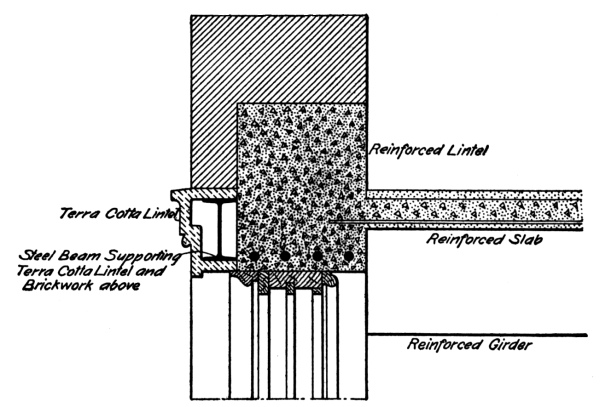 Reinforced Lintel
Terra Cotta Lintel
Reinforced Slab
Steel Beam Supporting
Terra Cotta Lintel and
Brickwork above
Reinforced Girder